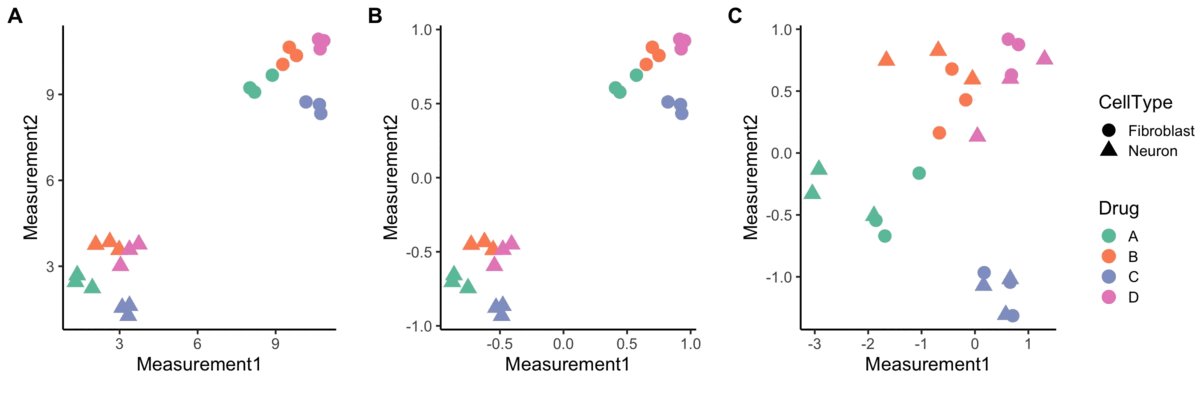 A
B
C
9
6
3
3
6
9
Measurement1
Measurement2
1.0
0.5
0.0
-0.5
-1.0
-0.5
0.0
0.5
1.0
Measurement1
Measurement2
1.0
0.5
0.0
-0.5
-1.0
-3
-2
-1
0
1
Measurement1
Measurement2
CellType
Fibroblast
Neuron
Drug
A
B
C
D